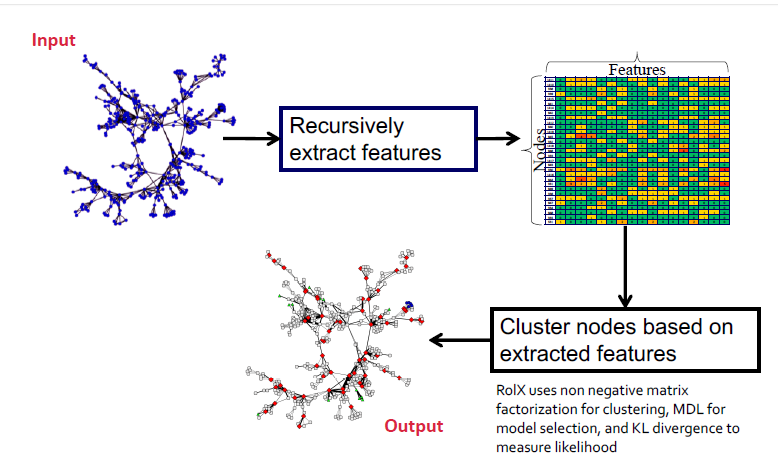 Input
Recursively
extract features
Features
Nodes
Cluster nodes based on
extracted features
RolX uses non negative matrix
factorization for clustering, MDL for
model selection, and KL divergence to
measure likelihood
Output